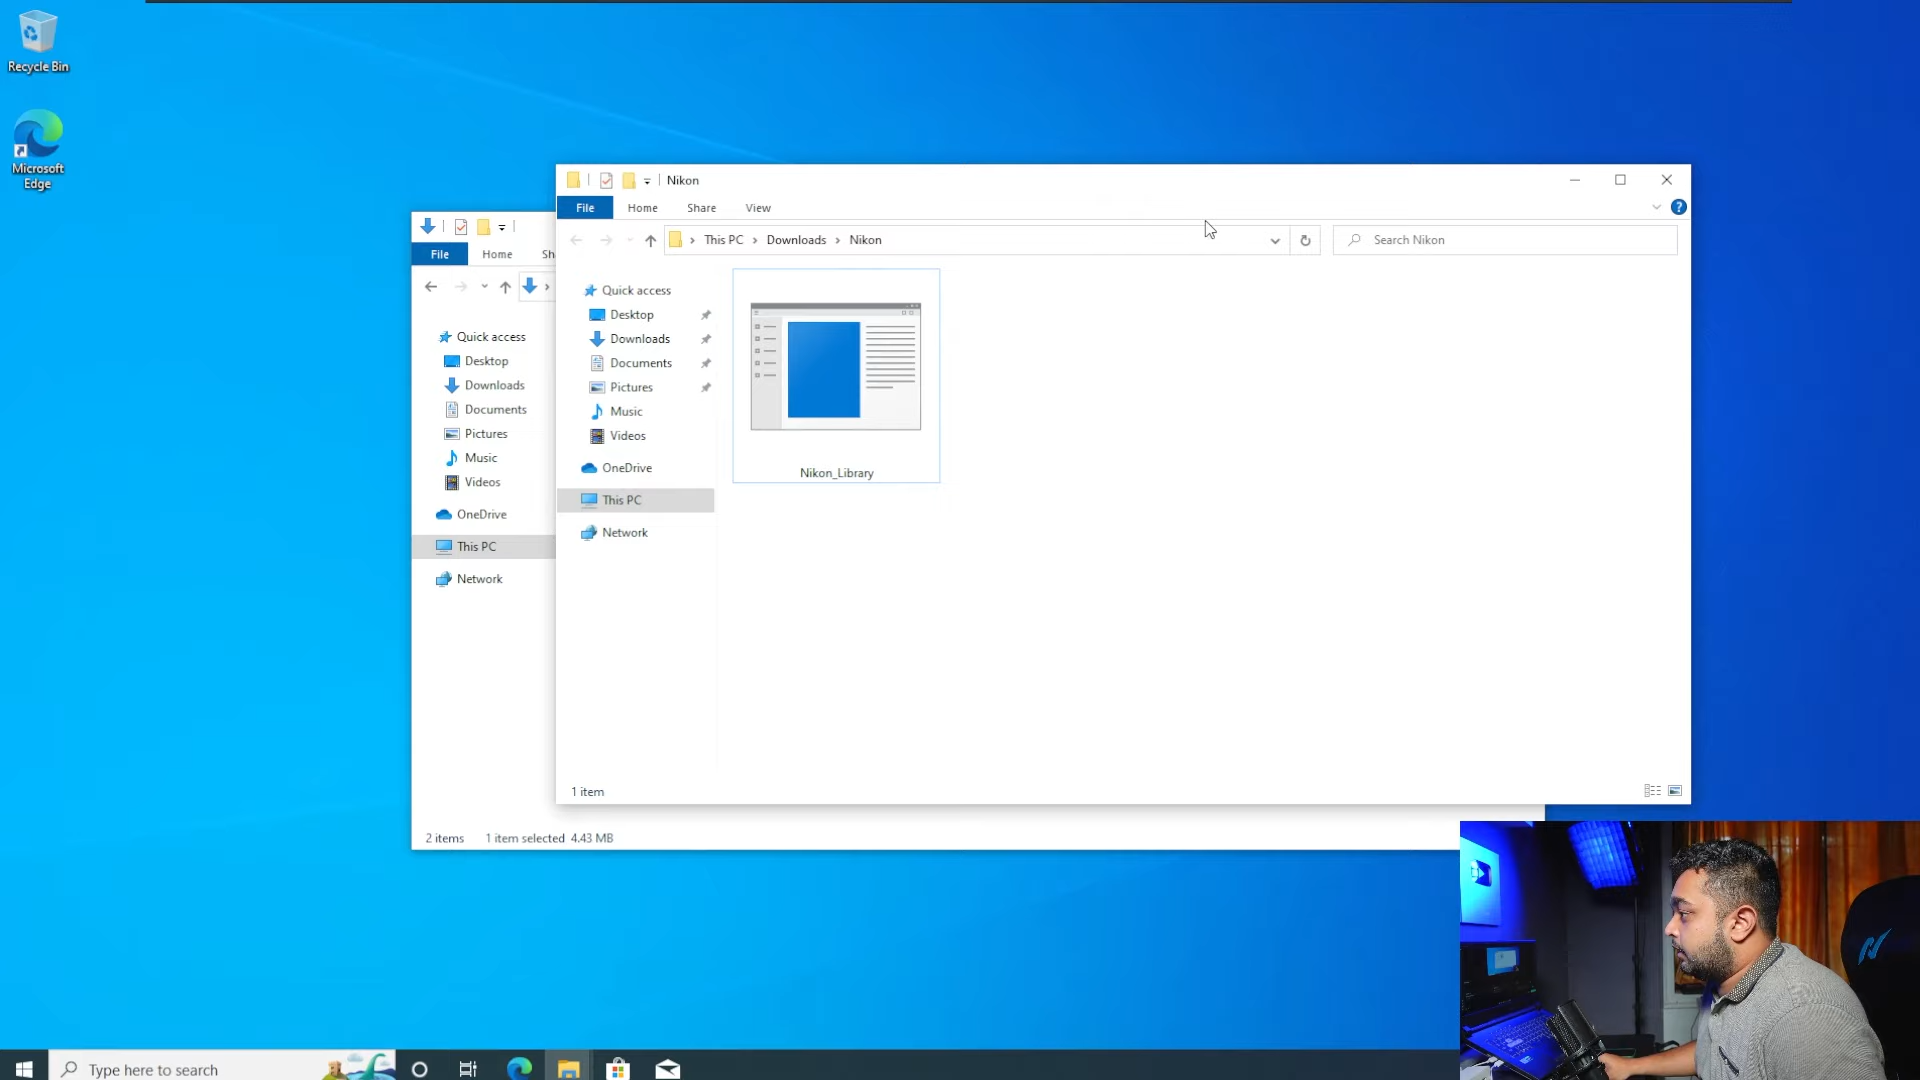 Recycle Bin
Microsoft
Edge
Nikon
File
Home
Share
View
This PC
Downloads
Nikon
Search Nikon
Quick access
Desktop
Downloads
Documents
Pictures
Music
Videos
OneDrive
This PC
Network
Nikon_Library
1 item
File
Home
Sh
Quick access
Desktop
Downloads
Documents
Pictures
Music
Videos
OneDrive
This PC
Network
2 items
1 item selected 4.43 MB
Type here to search